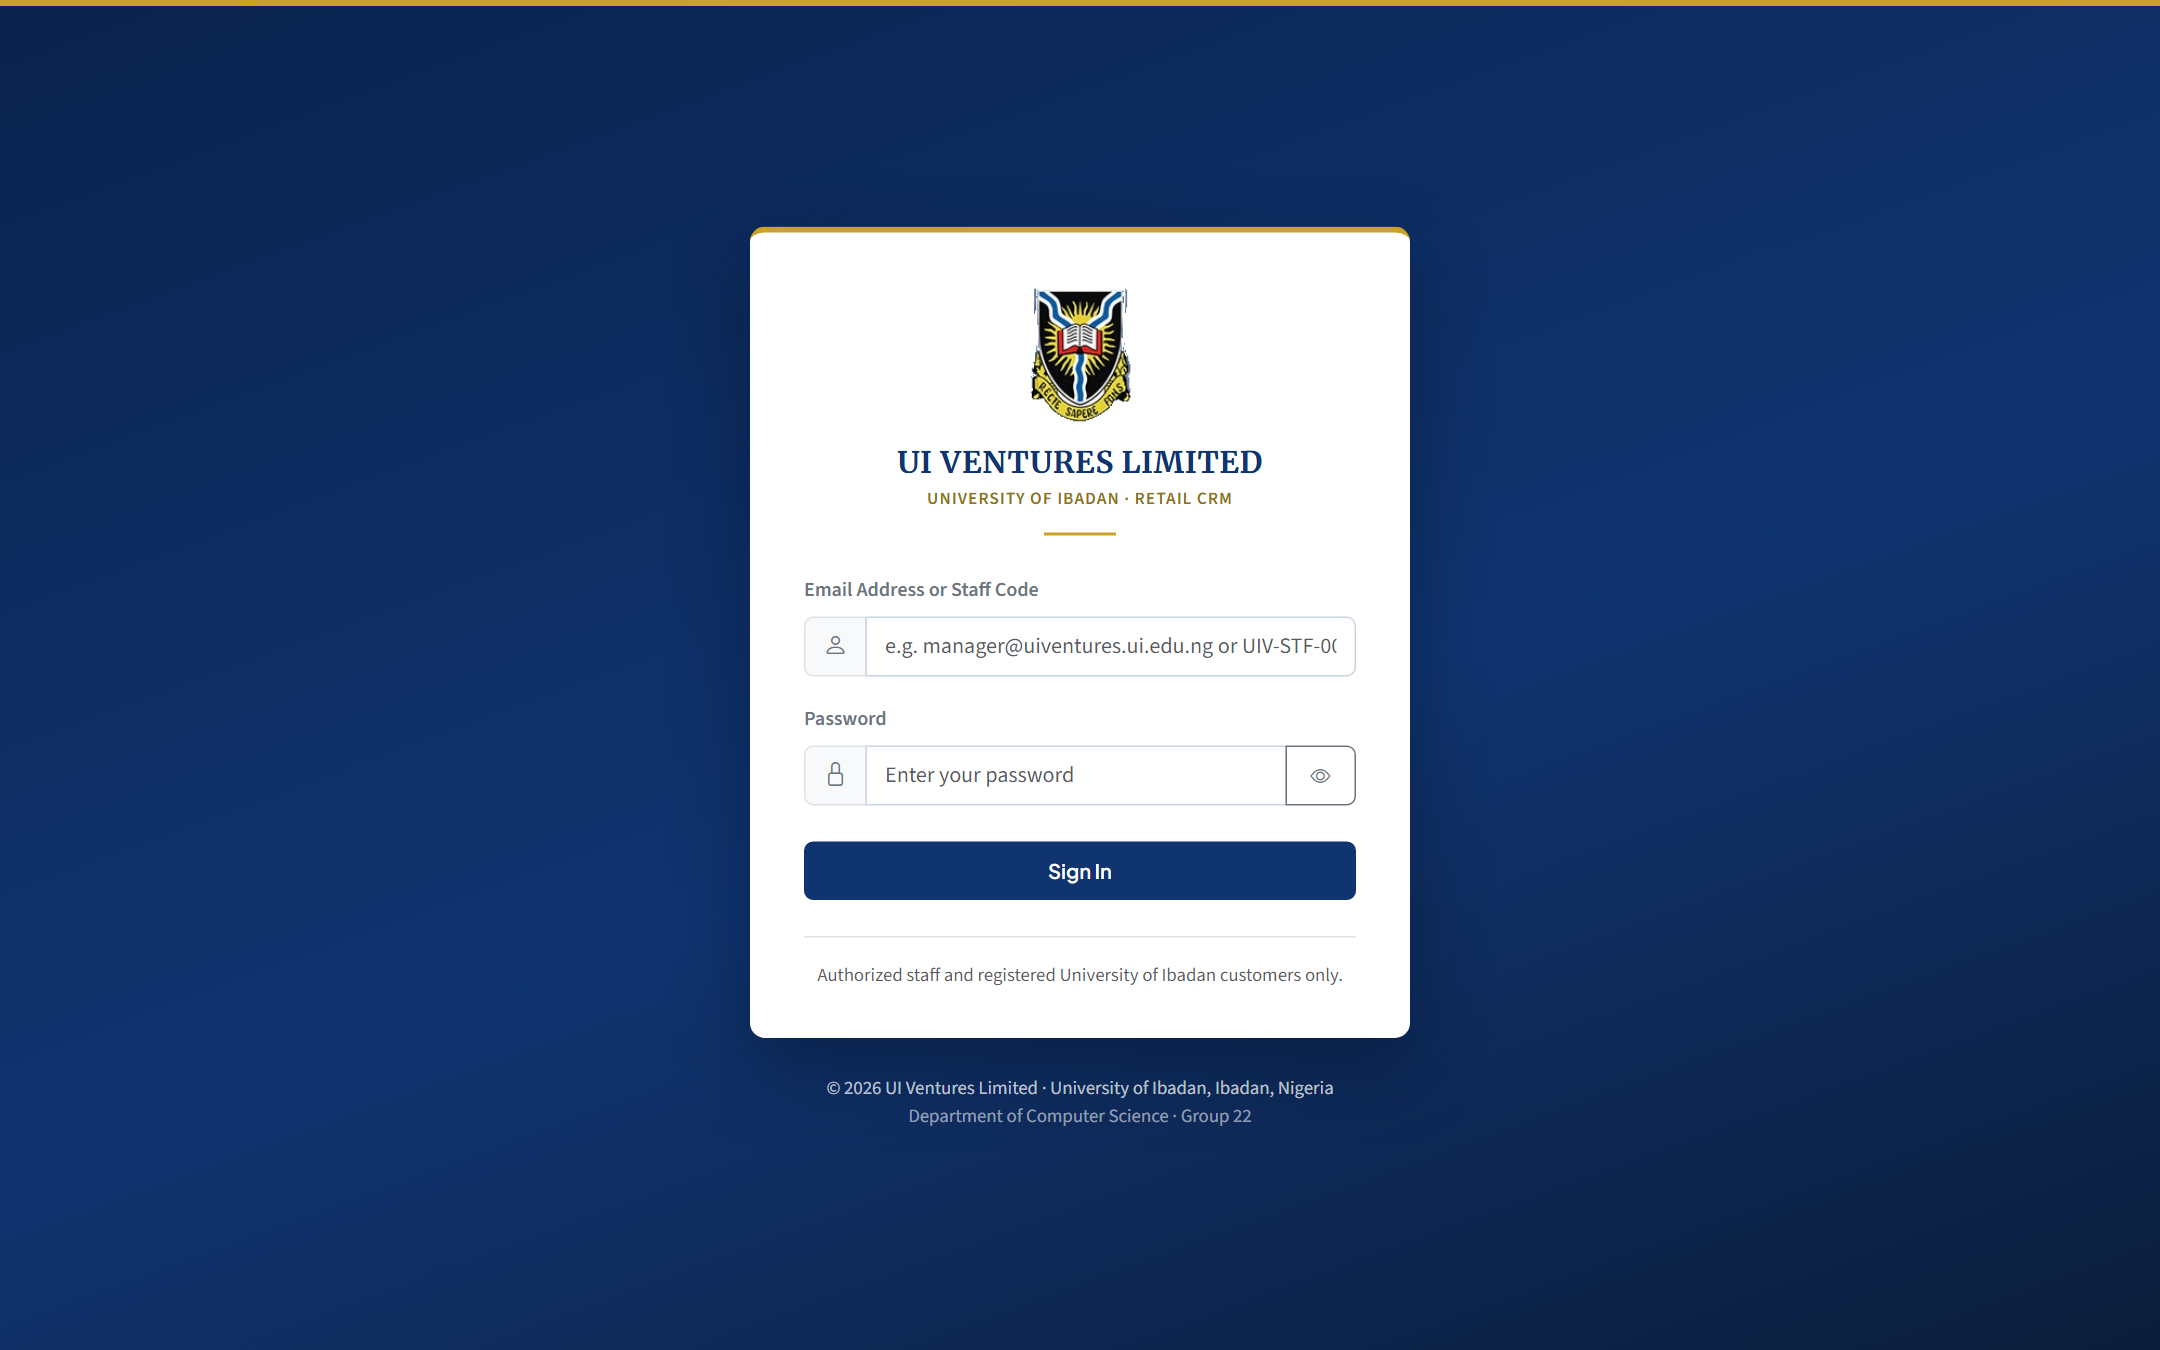 RECTE SAPERE FONS
UI VENTURES LIMITED
UNIVERSITY OF IBADAN · RETAIL CRM
Email Address or Staff Code
e.g. manager@uiventures.ui.edu.ng or UIV-STF-00
Password
Enter your password
Sign In
Authorized staff and registered University of Ibadan customers only.
© 2026 UI Ventures Limited · University of Ibadan, Ibadan, Nigeria
Department of Computer Science · Group 22